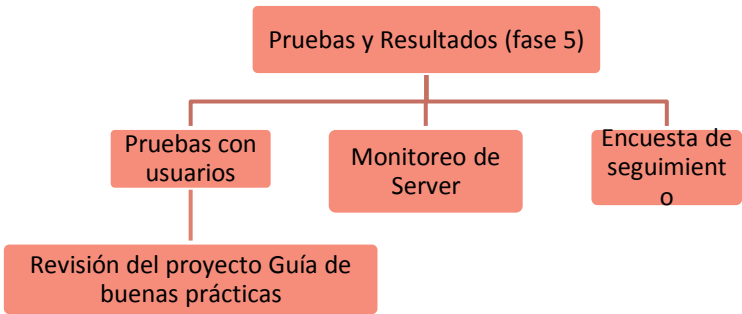 Pruebas y Resultados (fase 5)
Pruebas con
usuarios
Monitoreo de
Server
Encuesta de
seguimient
o
Revisión del proyecto Guía de
buenas prácticas